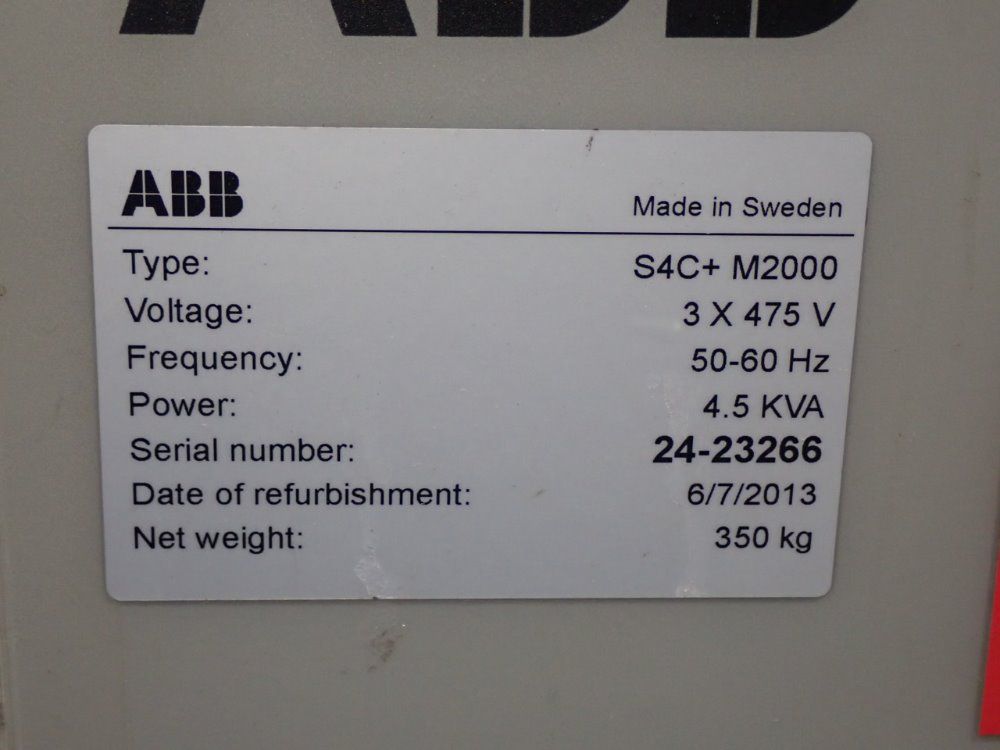 ABB
ABB
Made in Sweden
Type: S4C+ M2000
Voltage: 3 X 475 V
Frequency: 50-60 Hz
Power: 4.5 KVA
Serial number: 24-23266
Date of refurbishment: 6/7/2013
Net weight: 350 kg